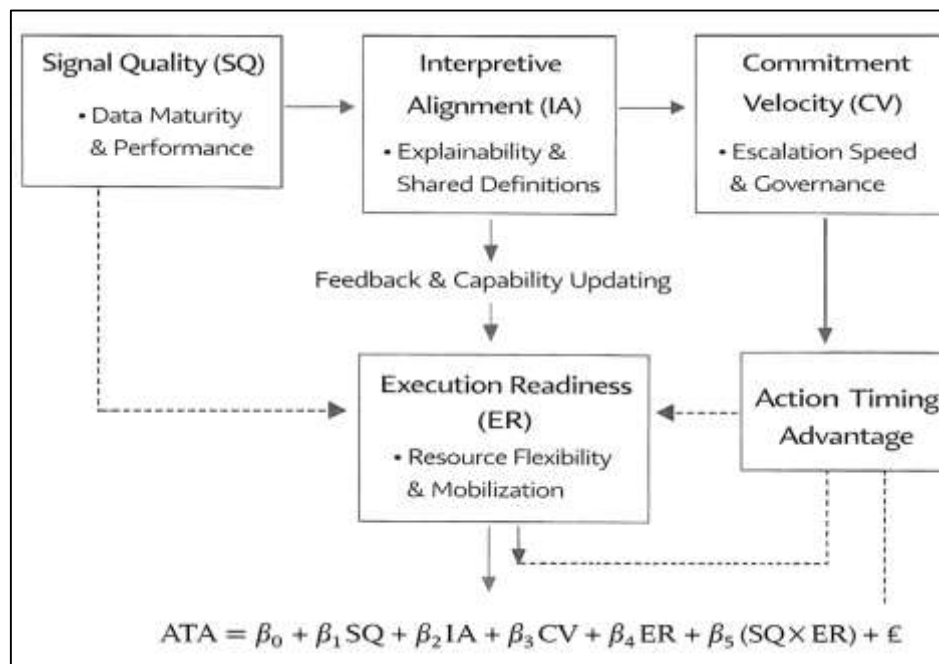 Signal Quality (SQ)
• Data Maturity
& Performance
Interpretive
Alignment (IA)
• Explainability &
Shared Definitions
Commitment
Velocity (CV)
• Escalation Speed
& Governance
Feedback & Capability Updating
Execution Readiness
(ER)
• Resource Flexibility
& Mobilization
Action Timing
Advantage
ATA = β₀ + β₁ SQ + β₂ IA + β₃ CV + β₄ ER + β₅ (SQ× ER) + £